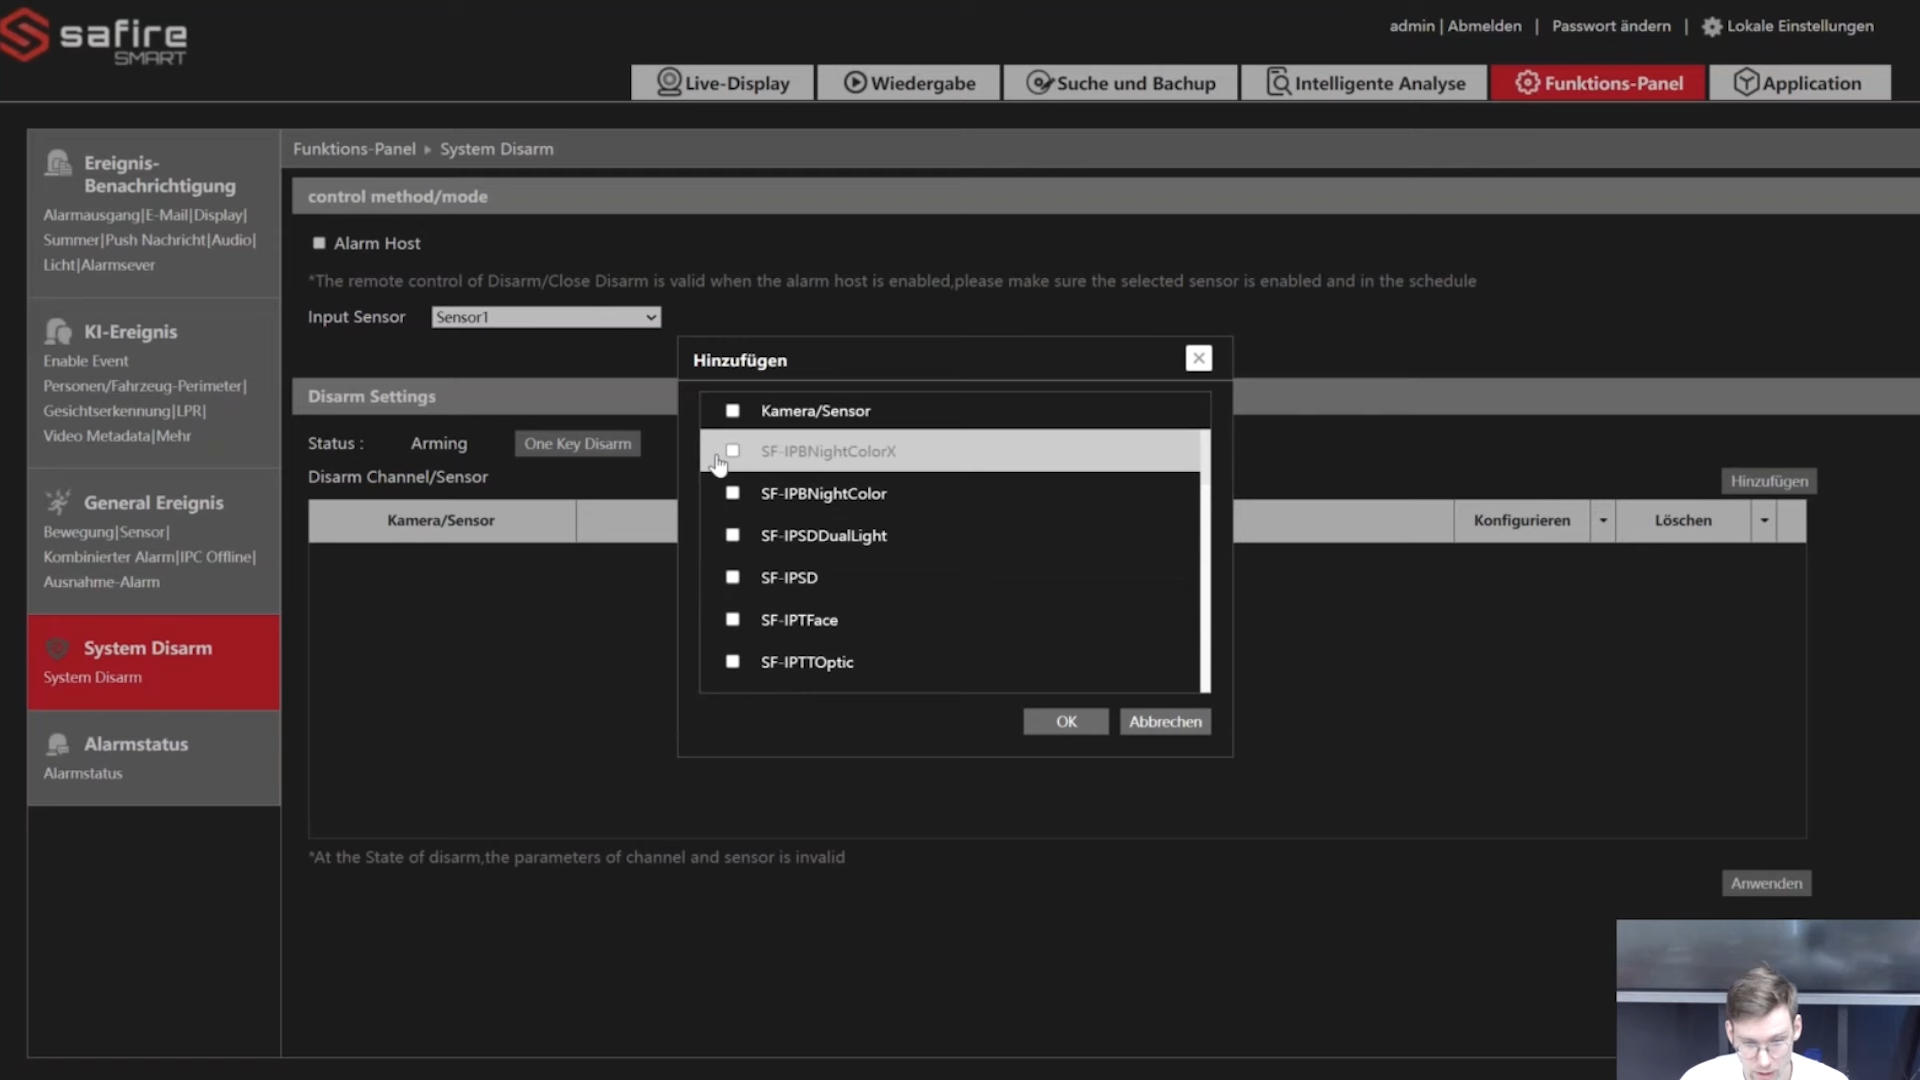 safire
SMART
admin | Abmelden | Passwort ändern | Lokale Einstellungen
Live-Display
Wiedergabe
Suche und Bachup
Intelligente Analyse
Funktions-Panel
Application
Ereignis-
Benachrichtigung
Alarmausgang|E-Mail|Display|
Summer|Push Nachricht|Audio|
Licht|Alarmsever
KI-Ereignis
Enable Event
Personen/Fahrzeug-Perimeter|
Gesichtserkennung|LPR|
Video Metadata|Mehr
General Ereignis
Bewegung|Sensor|
Kombinierter Alarm|IPC Offline|
Ausnahme-Alarm
System Disarm
System Disarm
Alarmstatus
Alarmstatus
Funktions-Panel ▸ System Disarm
control method/mode
Alarm Host
*The remote control of Disarm/Close Disarm is valid when the alarm host is enabled,please make sure the selected sensor is enabled and in the schedule
Input Sensor Sensor1
Disarm Settings
Status : Arming One Key Disarm
Disarm Channel/Sensor
Hinzufügen
Kamera/Sensor
Konfigurieren
Löschen
Hinzufügen
Kamera/Sensor
SF-IPBNightColorX
SF-IPBNightColor
SF-IPSDDualLight
SF-IPSD
SF-IPTFace
SF-IPTTOptic
OK Abbrechen
*At the State of disarm,the parameters of channel and sensor is invalid
Anwenden